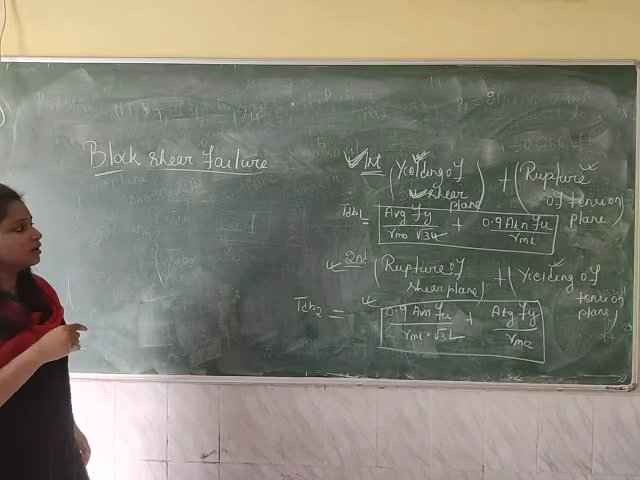 Block shear failure
1st (Yielding of shear plane) + (Rupture of tension plane)
Tdb1 = Avg fy / γmo √3 + 0.9 Atn fu / γm1
2nd (Rupture of shear plane) + (Yielding of tension plane)
Tdb2 = 0.9 Avn fu / γm1 × √3 + Atg fy / γm2